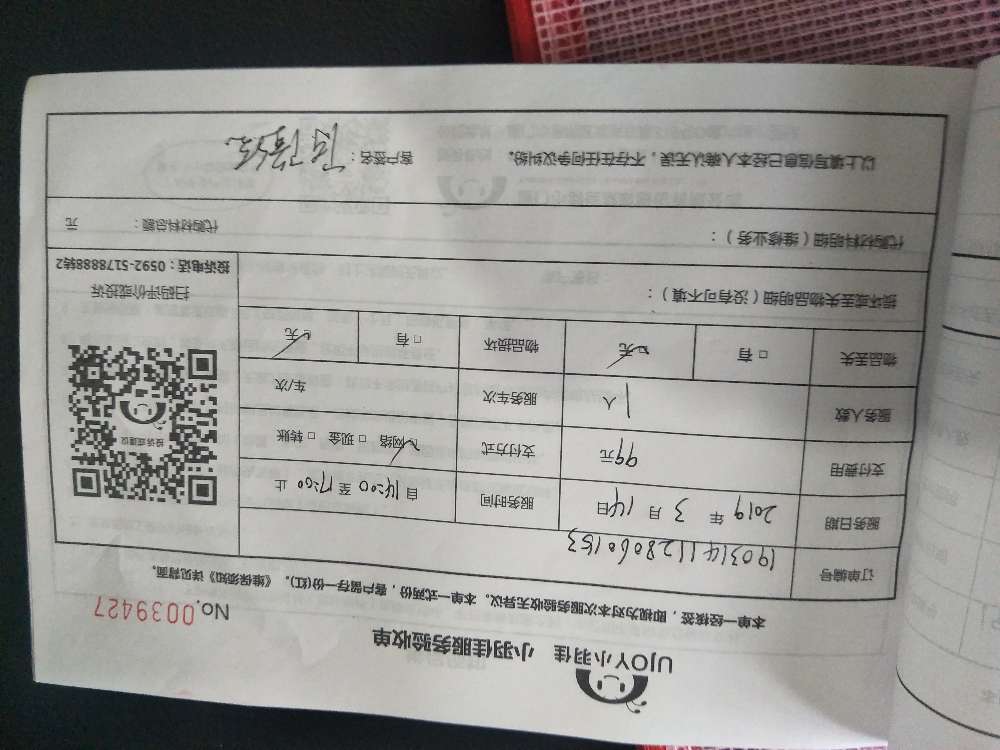 UJOY小羽佳 小羽佳服务验收单
No.0039427
本单一经核签，即视为对本次服务验收无异议。本单一式两份，客户留存一份(红)。《维保须知》详见背面。
订单编号 190314112806 0153
服务日期 2019 年 3 月 14 日 服务时间 自 14:00 至 17:00 止
支付费用 99元 支付方式 网络 □ 现金 □ 转账
服务人数 1 人 服务车次 车/次
物品丢失 □ 有 □ 无 物品损坏 □ 有 □ 无
投诉或建议
扫码评价或投诉
投诉电话：0592-5178888转2
损坏或丢失物品明细（没有可不填）：
代购材料明细（维修业务）： 代购材料总额： 元
以上填写信息已经本人确认无误，不存在任何争议纠纷。 客户签名：